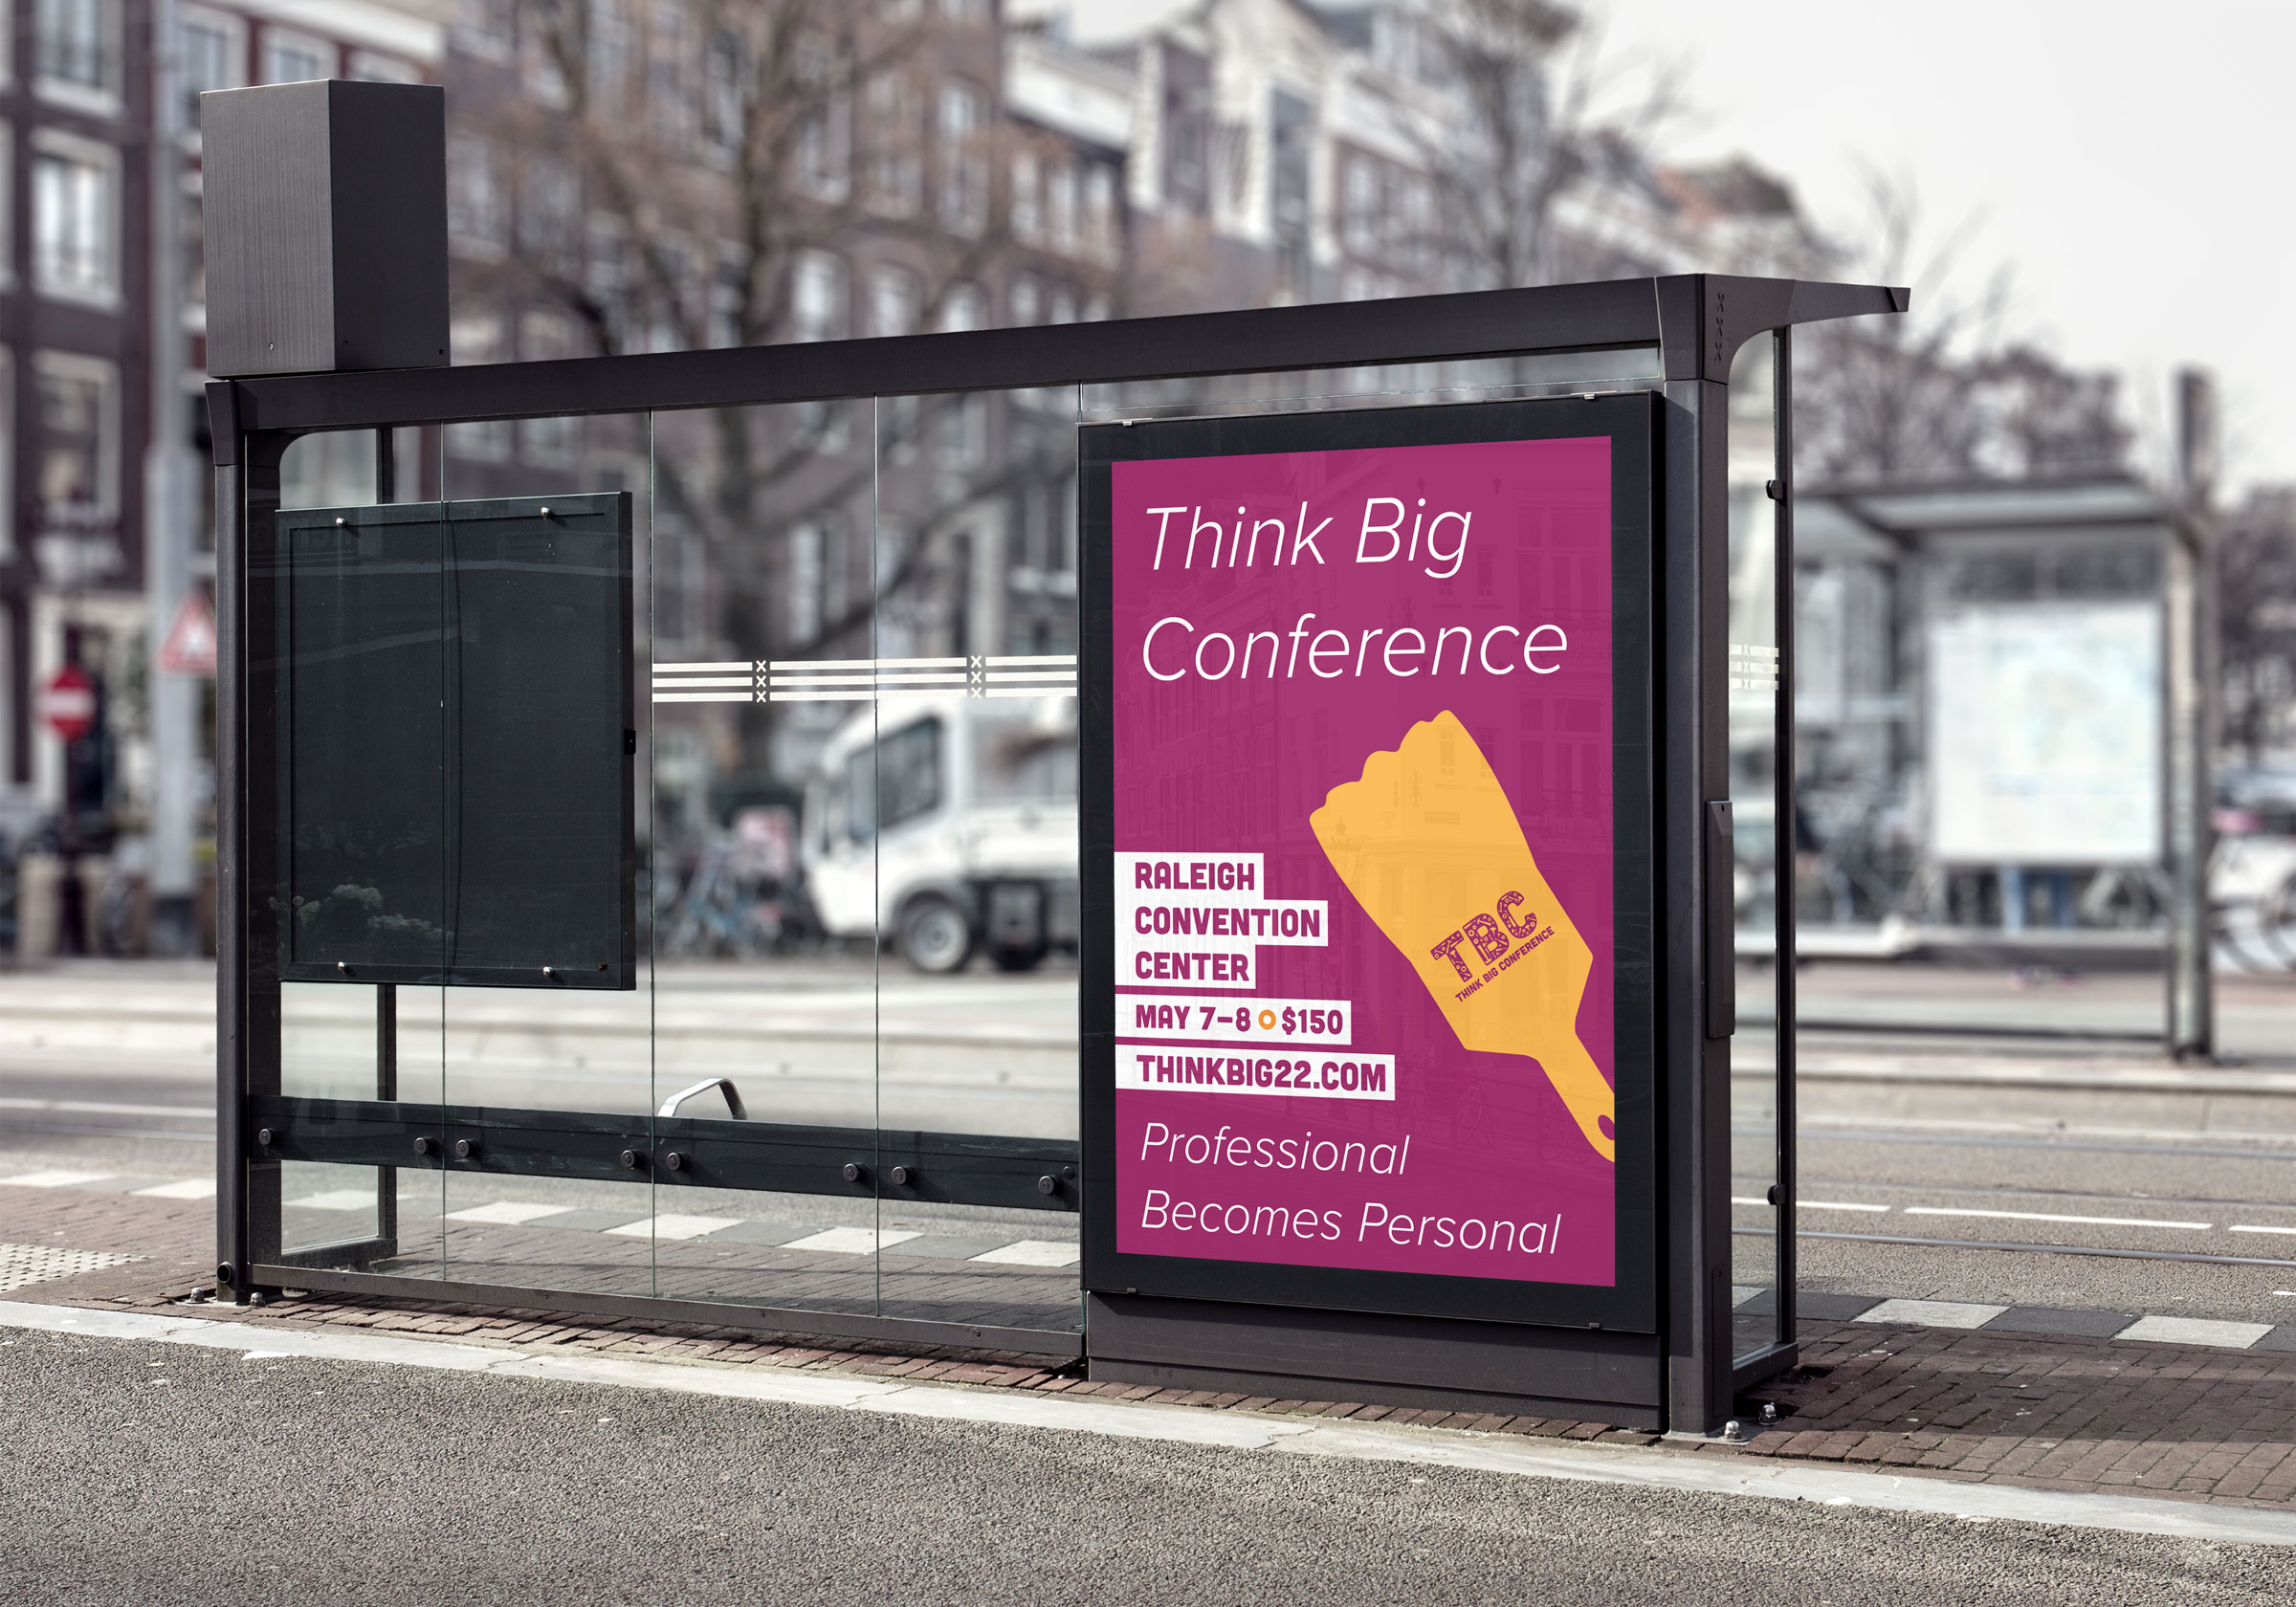 Think Big
Conference
RALEIGH
CONVENTION
CENTER
MAY 7–8 $150
THINKBIG22.COM
TBC
THINK BIG CONFERENCE
Professional
Becomes Personal